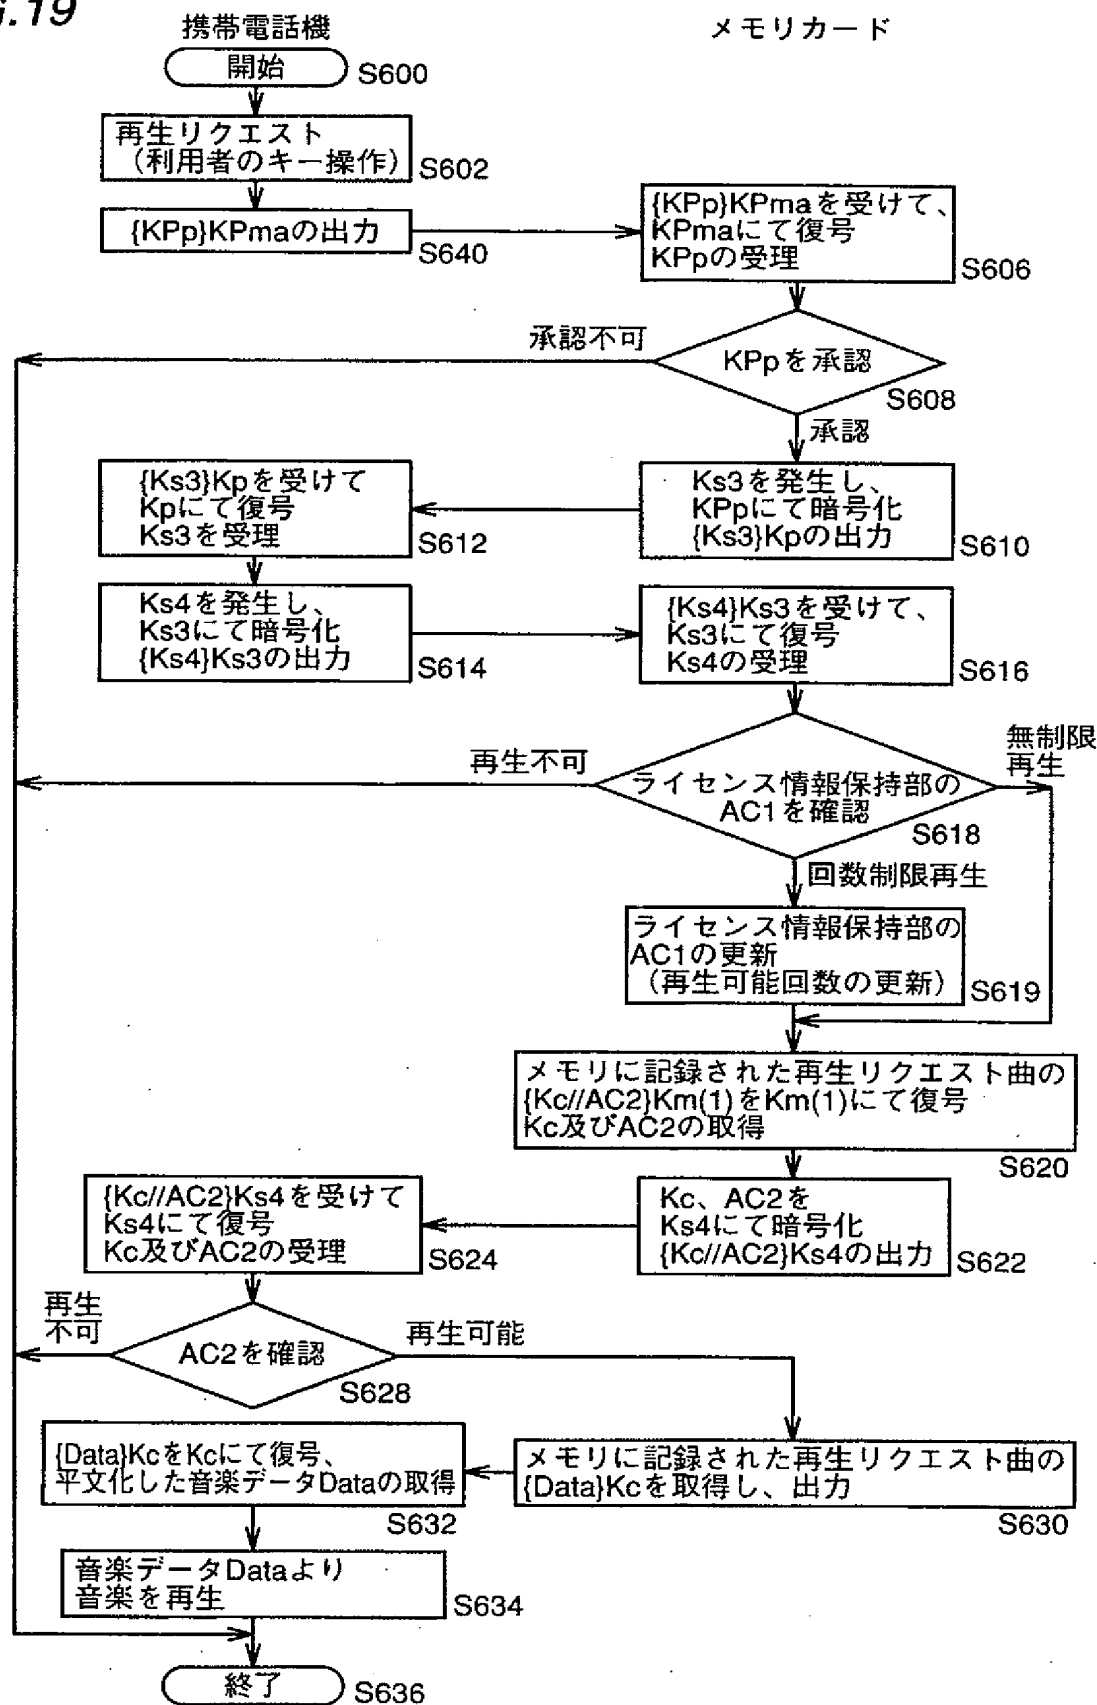 G.19
携帯電話機
メモリカード
開始
S600
再生リクエスト
(利用者のキー操作)
S602
{KPp}KPmaの出力
S640
{KPp}KPmaを受けて、
KPmaにて復号
KPpの受理
S606
承認不可
KPpを承認
S608
承認
{Ks3}Kpを受けて
Kpにて復号
Ks3を受理
S612
Ks3を発生し、
KPpにて暗号化
{Ks3}Kpの出力
S610
Ks4を発生し、
Ks3にて暗号化
{Ks4}Ks3の出力
S614
{Ks4}Ks3を受けて、
Ks3にて復号
Ks4の受理
S616
再生不可
ライセンス情報保持部の
AC1を確認
S618
無制限
再生
回数制限再生
ライセンス情報保持部の
AC1の更新
(再生可能回数の更新)
S619
メモリに記録された再生リクエスト曲の
{Kc//AC2}Km(1)をKm(1)にて復号
Kc及びAC2の取得
S620
{Kc//AC2}Ks4を受けて
Ks4にて復号
Kc及びAC2の受理
S624
Kc、AC2を
Ks4にて暗号化
{Kc//AC2}Ks4の出力
S622
再生
不可
AC2を確認
S628
再生可能
{Data}KcをKcにて復号、
平文化した音楽データDataの取得
S632
メモリに記録された再生リクエスト曲の
{Data}Kcを取得し、出力
S630
音楽データDataより
音楽を再生
S634
終了
S636